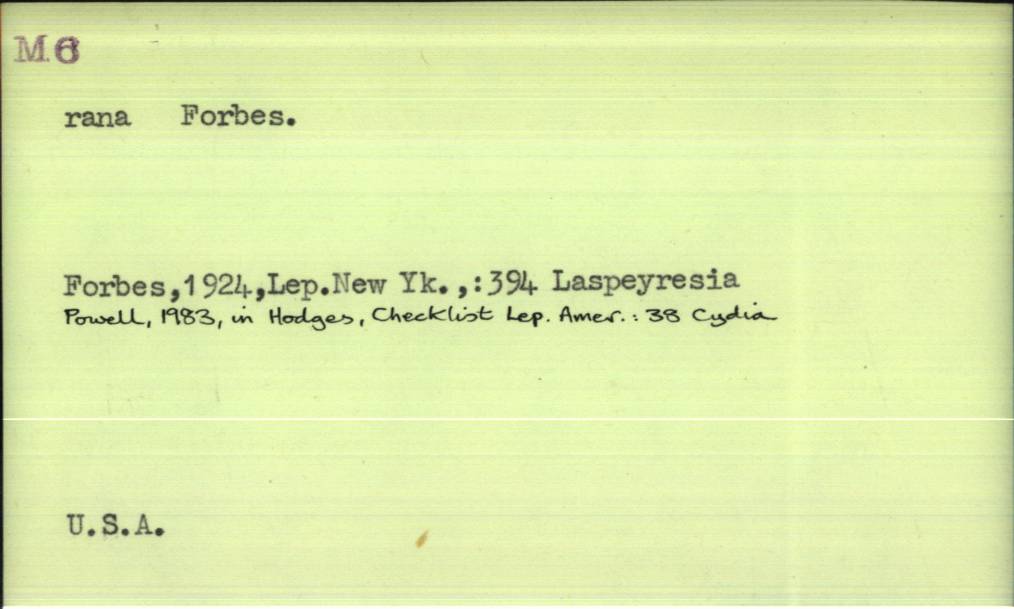 M6
rana Forbes.
Forbes,1924,Lep.New Yk.,:394 Laspeyresia
Powell, 1983, in Hodges, Checklist Lep. Amer.: 38 Cydia
U.S.A.